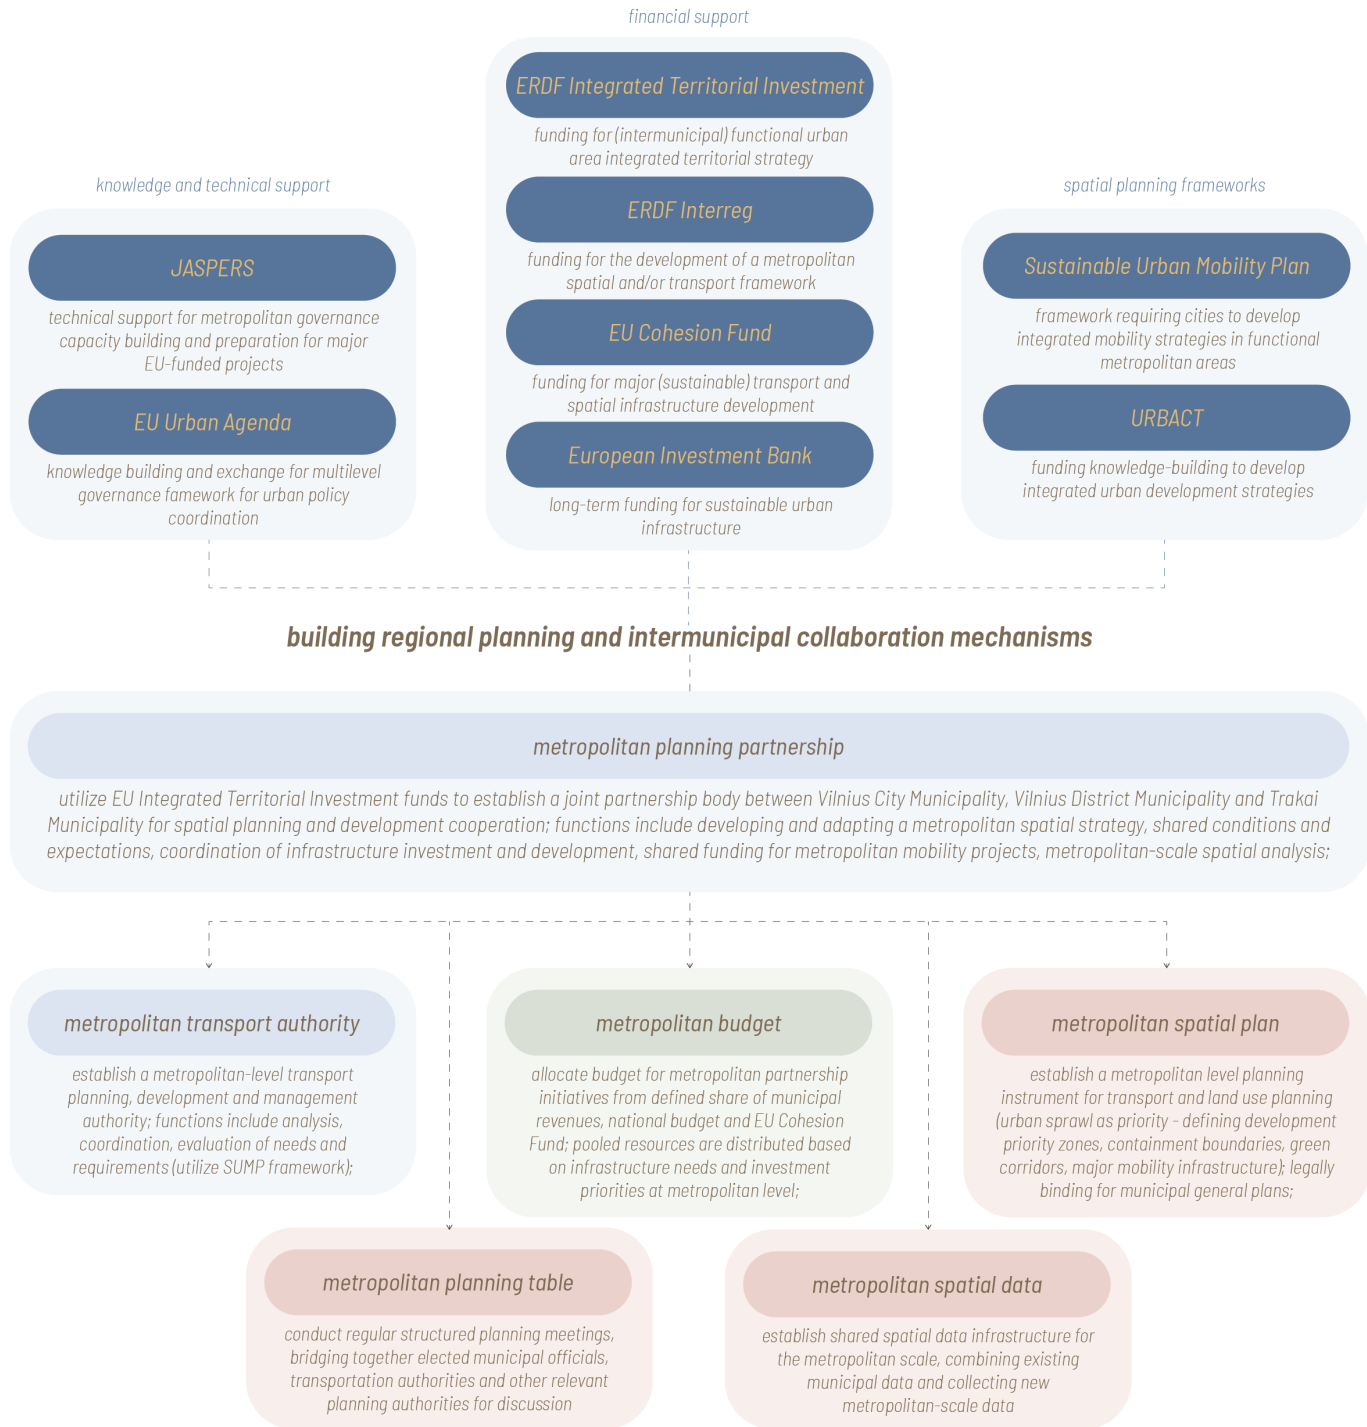 financial support
ERDF Integrated Territorial Investment
funding for (intermunicipal) functional urban
area integrated territorial strategy
ERDF Interreg
funding for the development of a metropolitan
spatial and/or transport framework
EU Cohesion Fund
funding for major (sustainable) transport and
spatial infrastructure development
European Investment Bank
long-term funding for sustainable urban
infrastructure
knowledge and technical support
JASPERS
technical support for metropolitan governance
capacity building and preparation for major
EU-funded projects
EU Urban Agenda
knowledge building and exchange for multilevel
governance famework for urban policy
coordination
spatial planning frameworks
Sustainable Urban Mobility Plan
framework requiring cities to develop
integrated mobility strategies in functional
metropolitan areas
URBACT
funding knowledge-building to develop
integrated urban development strategies
building regional planning and intermunicipal collaboration mechanisms
metropolitan planning partnership
utilize EU Integrated Territorial Investment funds to establish a joint partnership body between Vilnius City Municipality, Vilnius District Municipality and Trakai
Municipality for spatial planning and development cooperation; functions include developing and adapting a metropolitan spatial strategy, shared conditions and
expectations, coordination of infrastructure investment and development, shared funding for metropolitan mobility projects, metropolitan-scale spatial analysis;
metropolitan transport authority
establish a metropolitan-level transport
planning, development and management
authority; functions include analysis,
coordination, evaluation of needs and
requirements (utilize SUMP framework);
metropolitan budget
allocate budget for metropolitan partnership
initiatives from defined share of municipal
revenues, national budget and EU Cohesion
Fund; pooled resources are distributed based
on infrastructure needs and investment
priorities at metropolitan level;
metropolitan spatial plan
establish a metropolitan level planning
instrument for transport and land use planning
(urban sprawl as priority - defining development
priority zones, containment boundaries, green
corridors, major mobility infrastructure); legally
binding for municipal general plans;
metropolitan planning table
conduct regular structured planning meetings,
bridging together elected municipal officials,
transportation authorities and other relevant
planning authorities for discussion
metropolitan spatial data
establish shared spatial data infrastructure for
the metropolitan scale, combining existing
municipal data and collecting new
metropolitan-scale data